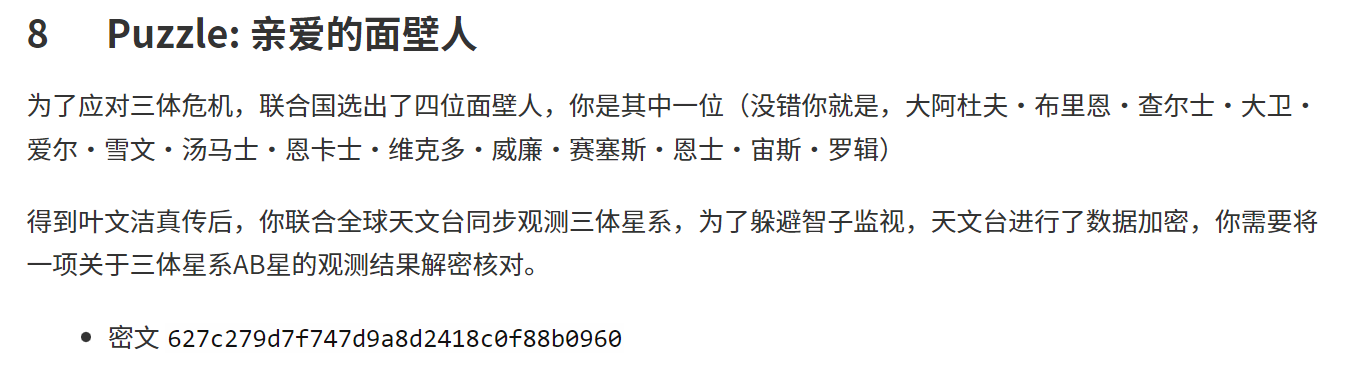 8 Puzzle: 亲爱的面壁人
为了应对三体危机，联合国选出了四位面壁人，你是其中一位（没错你就是，大阿杜夫・布里恩・查尔士・大卫・
爱尔・雪文・汤马士・恩卡士・维克多・威廉・赛塞斯・恩士・宙斯・罗辑）
得到叶文洁真传后，你联合全球天文台同步观测三体星系，为了躲避智子监视，天文台进行了数据加密，你需要将
一项关于三体星系AB星的观测结果解密核对。
• 密文 627c279d7f747d9a8d2418c0f88b0960